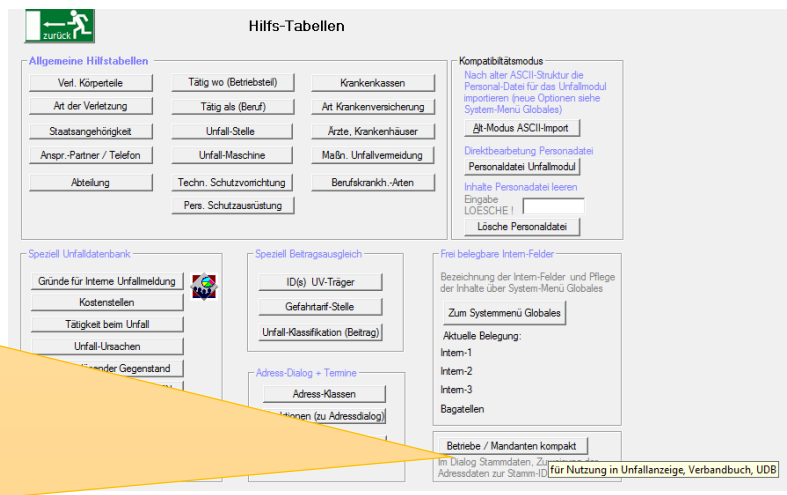 zurück
Hilfs-Tabellen
Allgemeine Hilfstabellen
Verl. Körperteile
Tätig wo (Betriebsteil)
Krankenkassen
Art der Verletzung
Tätig als (Beruf)
Art Krankenversicherung
Staatsangehörigkeit
Unfall-Stelle
Ärzte, Krankenhäuser
Anspr.-Partner / Telefon
Unfall-Maschine
Maßn. Unfallvermeidung
Abteilung
Techn. Schutzvorrichtung
Berufskrankh.-Arten
Pers. Schutzausrüstung
Kompatibiltätsmodus
Nach alter ASCII-Struktur die
Personal-Datei für das Unfallmodul
importieren (neue Optionen siehe
System-Menü Globales)
Alt-Modus ASCII-Import
Direktbearbetung Personadatei
Personaldatei Unfallmodul
Inhalte Personadatei leeren
Eingabe
LOESCHE !
Lösche Personaldatei
Speziell Unfalldatenbank
Gründe für Interne Unfallmeldung
Kostenstellen
Tätigkeit beim Unfall
Unfall-Ursachen
Gegenstand
Speziell Beitragsausgleich
ID(s) UV-Träger
Gefahrtarif-Stelle
Unfall-Klassifikation (Beitrag)
Adress-Dialog + Termine
Adress-Klassen
(zu Adressdialog)
Frei belegbare Intern-Felder
Bezeichnung der Intern-Felder und Pflege
der Inhalte über System-Menü Globales
Zum Systemmenü Globales
Aktuelle Belegung:
Intern-1
Intern-2
Intern-3
Bagatellen
Betriebe / Mandanten kompakt
Im Dialog Stammdaten, der
Adressdaten zur Stamm-ID
für Nutzung in Unfallanzeige, Verbandbuch, UDB